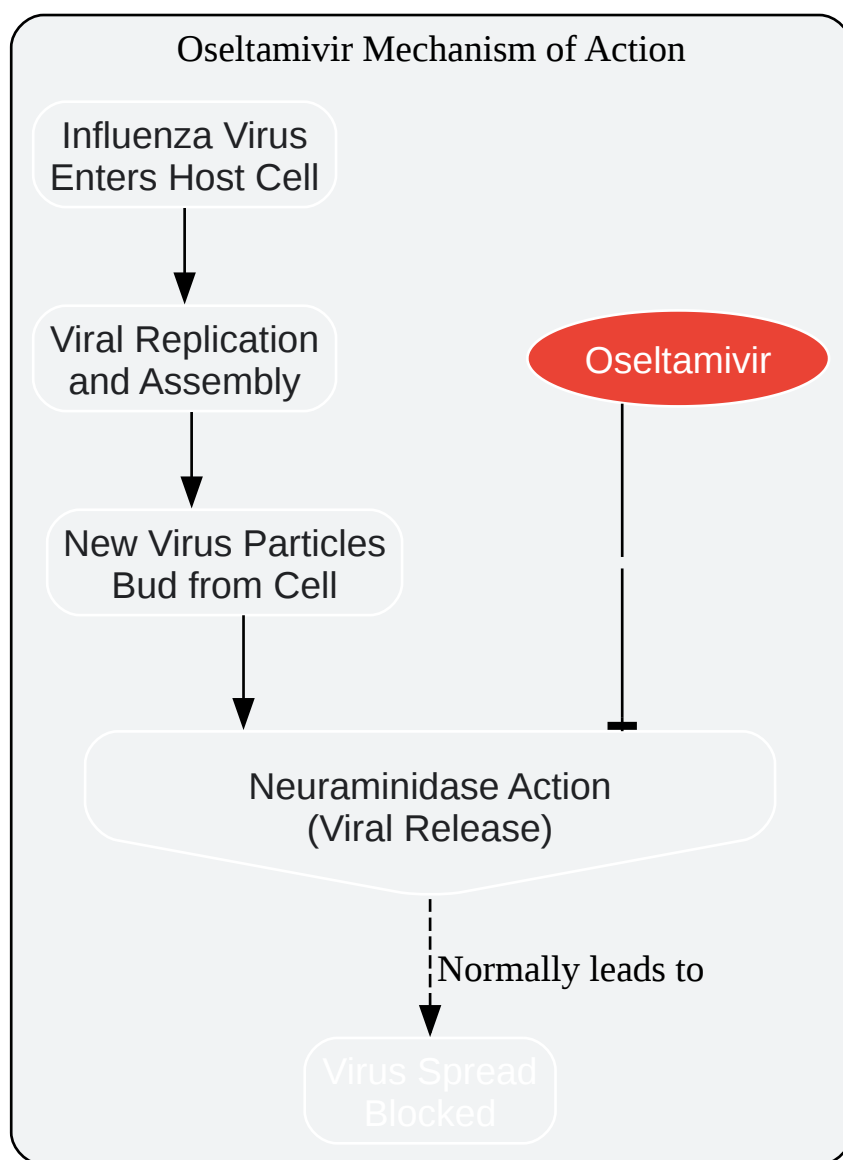 Oseltamivir Mechanism of Action
Influenza Virus
Enters Host Cell
Viral Replication
and Assembly
Oseltamivir
New Virus Particles
Bud from Cell
Neuraminidase Action
(Viral Release)
Normally leads to
Virus Spread
Blocked